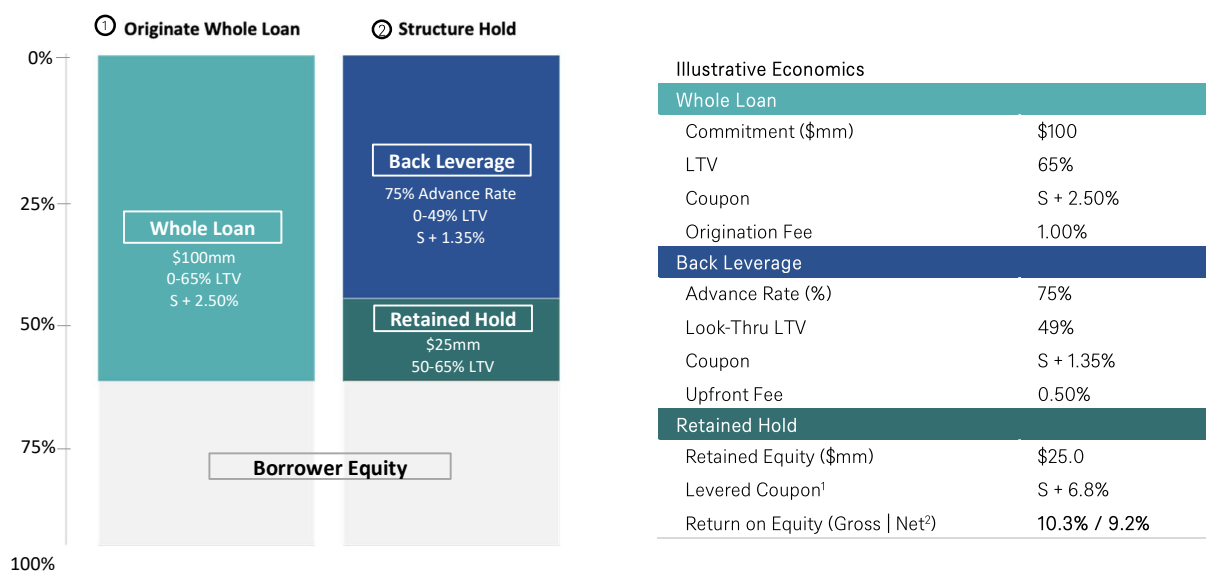 ① Originate Whole Loan
② Structure Hold
0%
25%
50%
75%
100%
Whole Loan
$100mm
0-65% LTV
S + 2.50%
Back Leverage
75% Advance Rate
0-49% LTV
S + 1.35%
Retained Hold
$25mm
50-65% LTV
Borrower Equity
Illustrative Economics
Whole Loan
Commitment ($mm) $100
LTV 65%
Coupon S + 2.50%
Origination Fee 1.00%
Back Leverage
Advance Rate (%) 75%
Look-Thru LTV 49%
Coupon S + 1.35%
Upfront Fee 0.50%
Retained Hold
Retained Equity ($mm) $25.0
Levered Coupon¹ S + 6.8%
Return on Equity (Gross | Net²) 10.3% / 9.2%